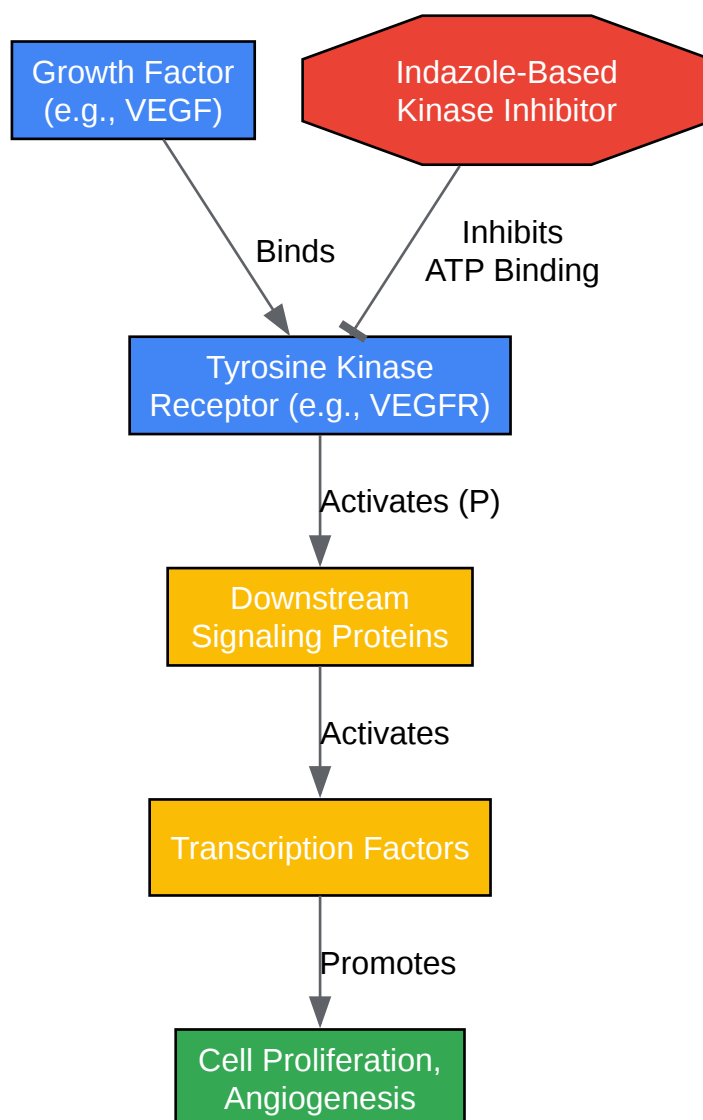 Growth Factor
(e.g., VEGF)
Indazole-Based
Kinase Inhibitor
Binds
Inhibits
ATP Binding
Tyrosine Kinase
Receptor (e.g., VEGFR)
Activates (P)
Downstream
Signaling Proteins
Activates
Transcription Factors
Promotes
Cell Proliferation,
Angiogenesis